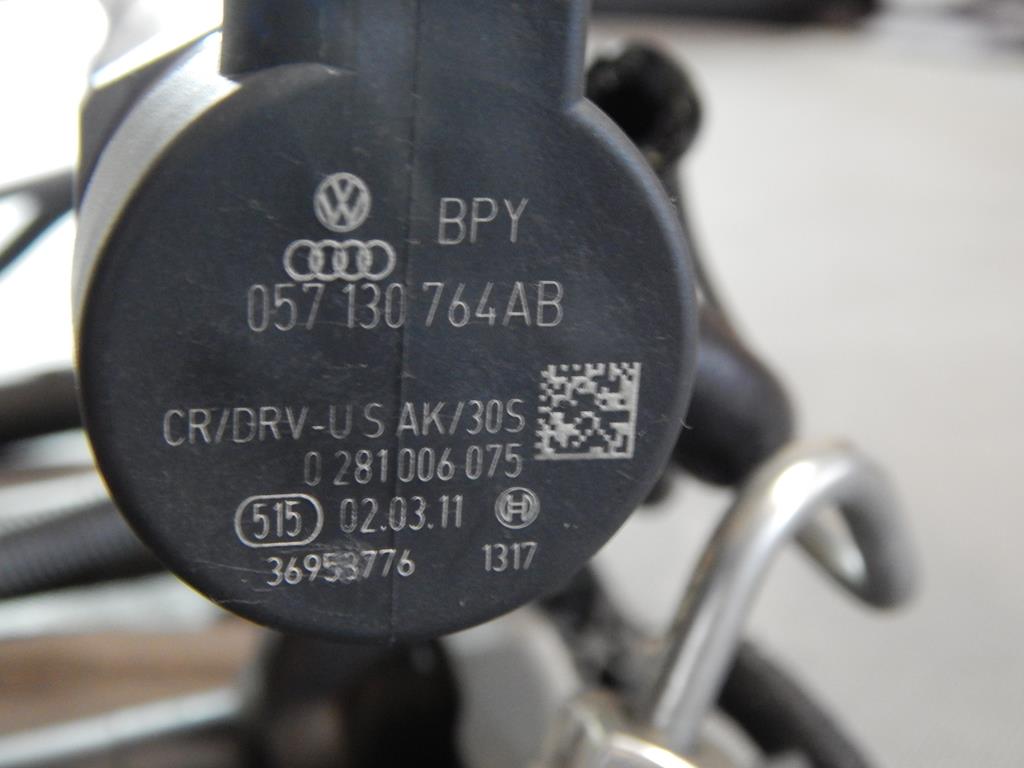 BPY
057 130 764AB
CR/DRV-U S AK/30S
0 281 006 075
515 02.03.11
36953776 1317